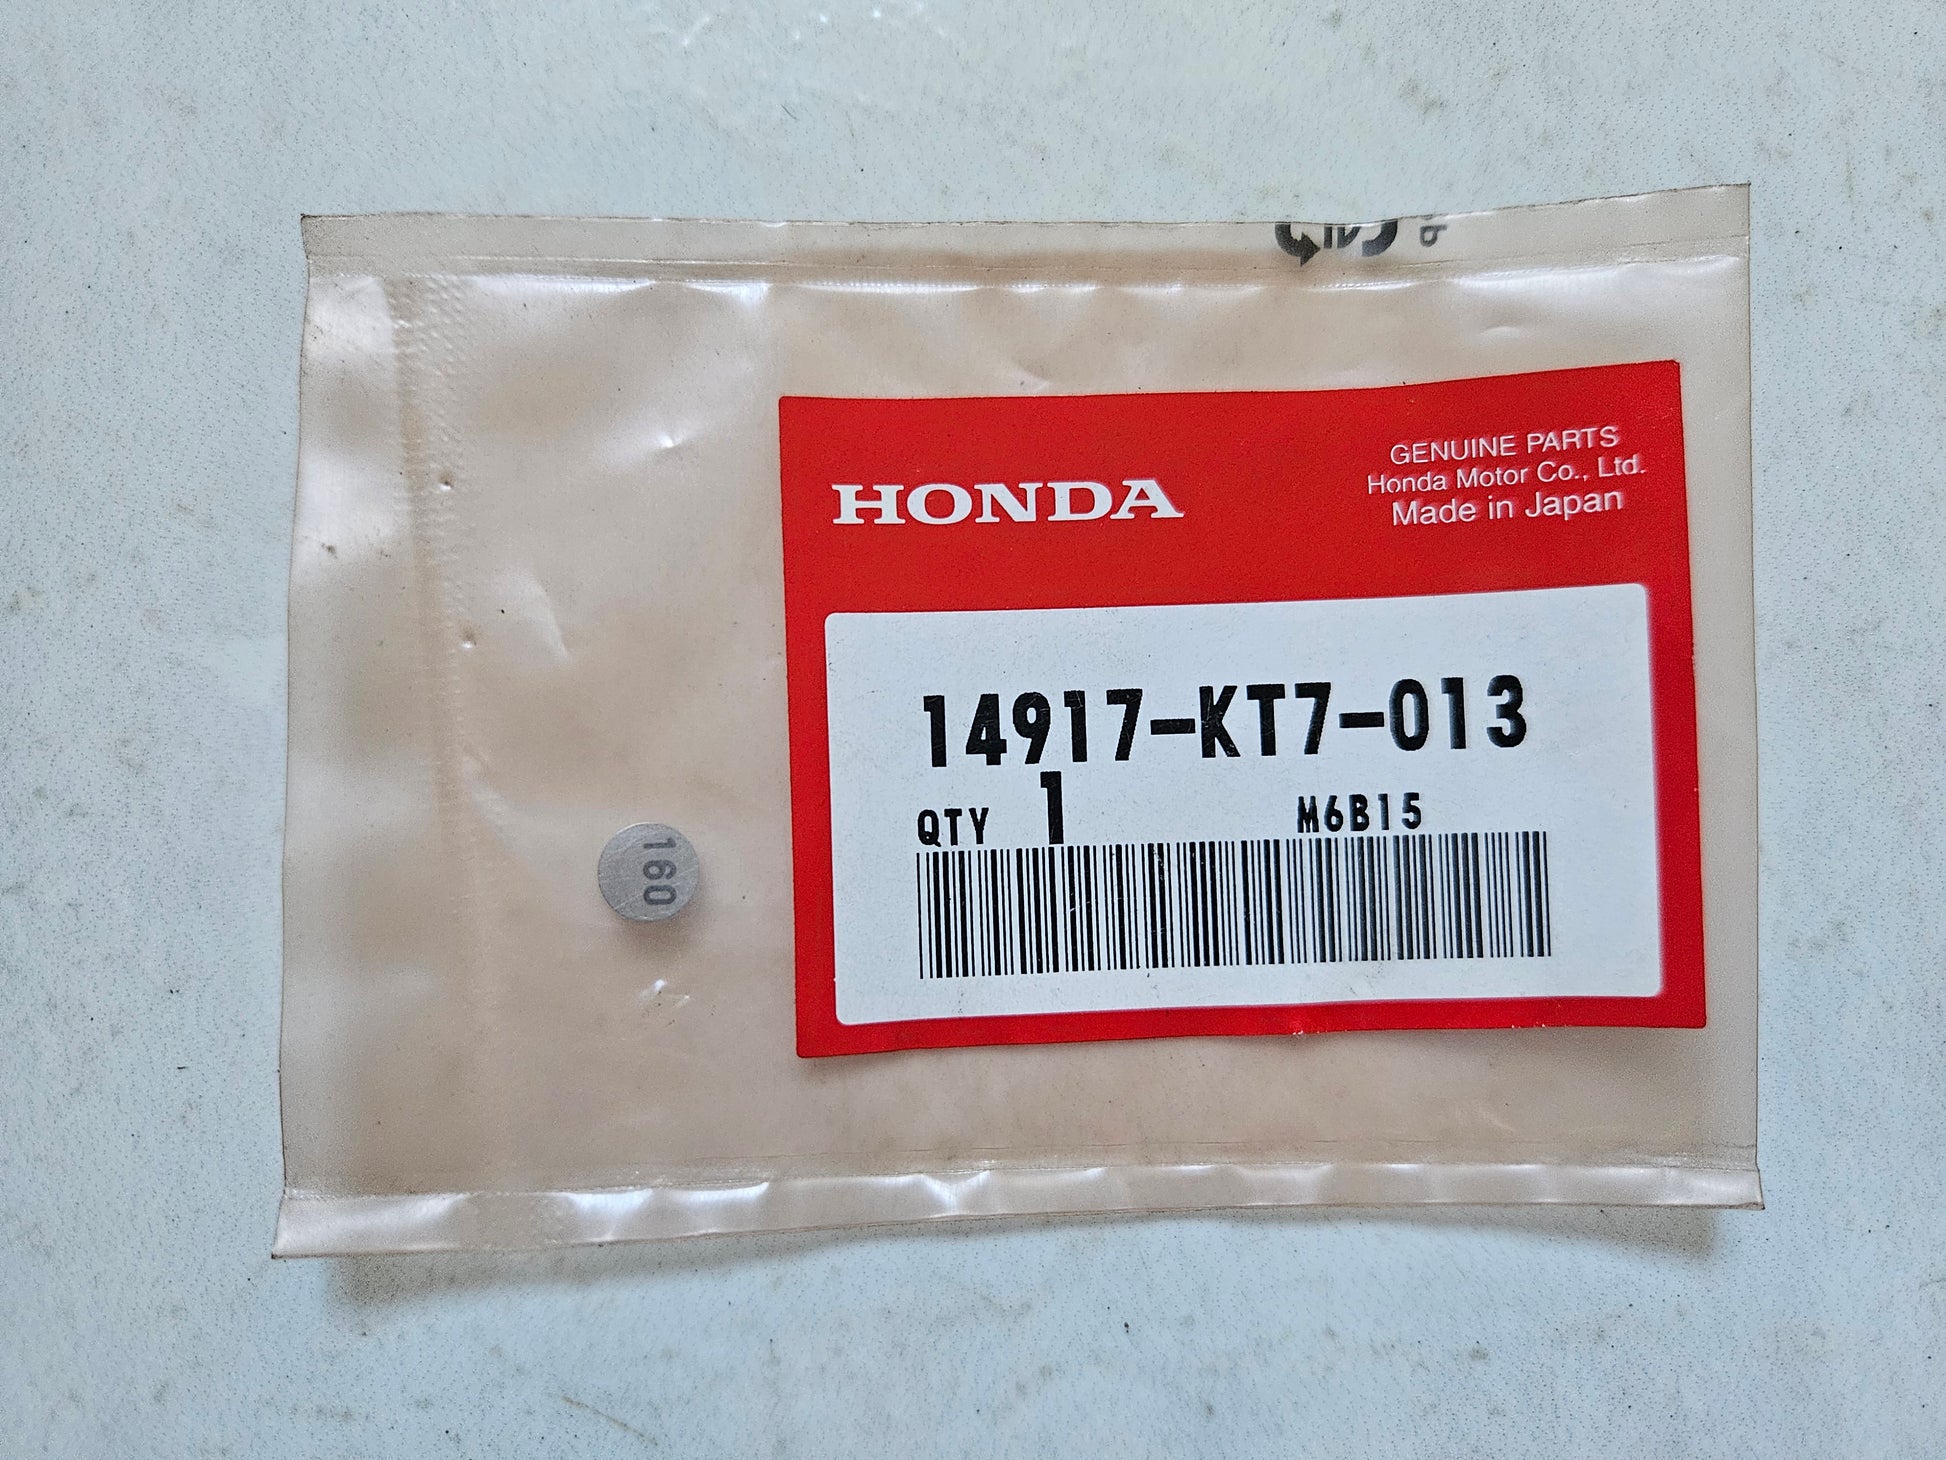 HONDA
GENUINE PARTS
Honda Motor Co., Ltd.
Made in Japan
14917-KT7-013
QTY 1 M6B15
160